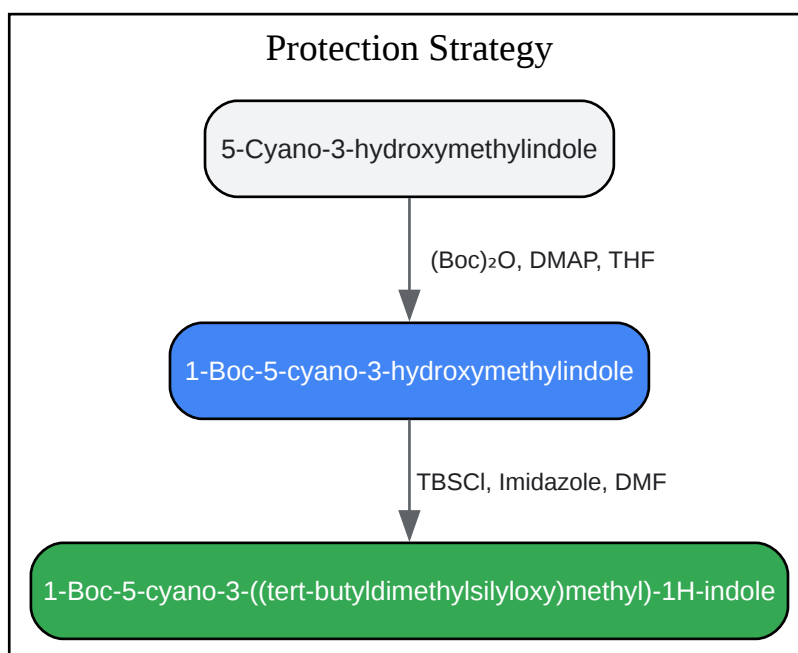 Protection Strategy
5-Cyano-3-hydroxymethylindole
(Boc)₂O, DMAP, THF
1-Boc-5-cyano-3-hydroxymethylindole
TBSCl, Imidazole, DMF
1-Boc-5-cyano-3-((tert-butyldimethylsilyloxy)methyl)-1H-indole